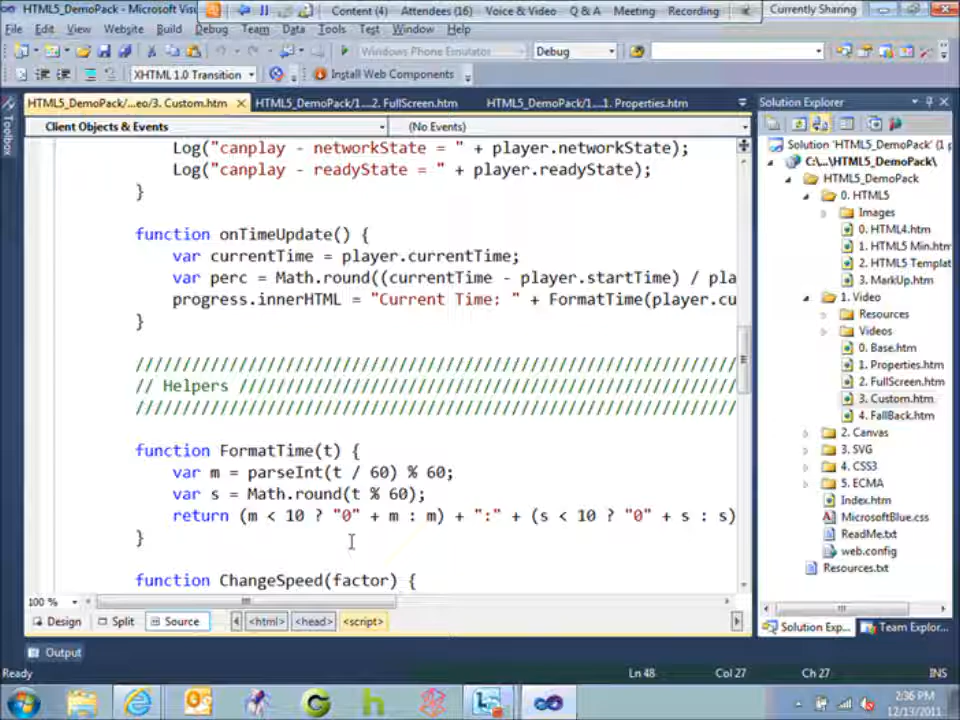 HTML5_DemoPack - Microsoft Visu
Content (4) Attendees (16) Voice & Video Q & A Meeting Recording Currently Sharing
File Edit View Website Build Debug Team Data Tools Test Window Help
Windows Phone Emulator Debug
XHTML 1.0 Transition Install Web Components
HTML5_DemoPack/...eo/3. Custom.htm HTML5_DemoPack/1....2. FullScreen.htm HTML5_DemoPack/1....1. Properties.htm
Client Objects & Events (No Events)
Log("canplay - networkState = " + player.networkState);
Log("canplay - readyState = " + player.readyState);
}
function onTimeUpdate() {
var currentTime = player.currentTime;
var perc = Math.round((currentTime - player.startTime) / pla
progress.innerHTML = "Current Time: " + FormatTime(player.cu
}
////////////////////////////////////////////////////////////////
// Helpers /////////////////////////////////////////////////////
////////////////////////////////////////////////////////////////
function FormatTime(t) {
var m = parseInt(t / 60) % 60;
var s = Math.round(t % 60);
return (m < 10 ? "0" + m : m) + ":" + (s < 10 ? "0" + s : s)
}
function ChangeSpeed(factor) {
100 %
Design Split Source <html> <head> <script>
Toolbox
Solution Explorer
Solution 'HTML5_DemoPack' (1 p
C:\...\HTML5_DemoPack\
HTML5_DemoPack
0. HTML5
Images
0. HTML4.htm
1. HTML5 Min.htm
2. HTML5 Templat
3. MarkUp.htm
1. Video
Resources
Videos
0. Base.htm
1. Properties.htm
2. FullScreen.htm
3. Custom.htm
4. FallBack.htm
2. Canvas
3. SVG
4. CSS3
5. ECMA
Index.htm
MicrosoftBlue.css
ReadMe.txt
web.config
Resources.txt
Solution Exp... Team Explor...
Output
Ready Ln 48 Col 27 Ch 27 INS
2:36 PM
12/13/2011